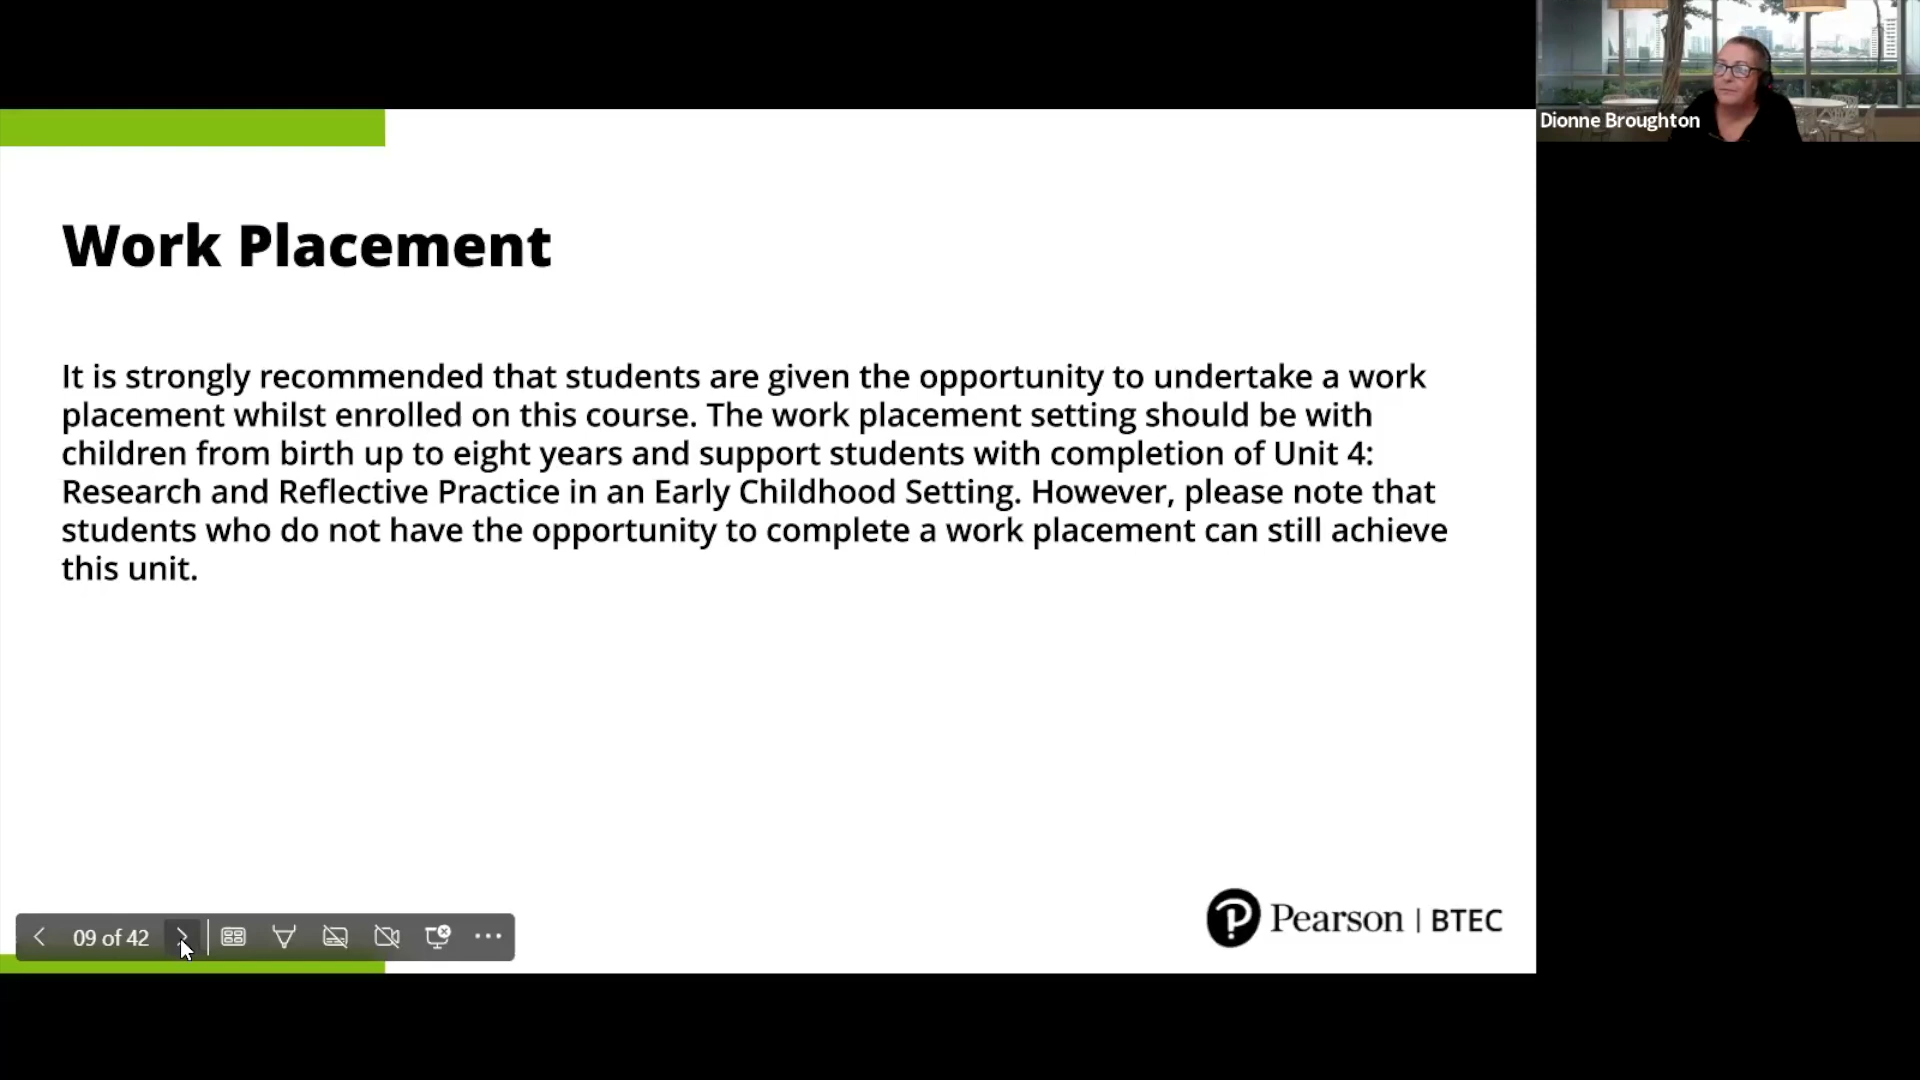 Dionne Broughton
Work Placement
It is strongly recommended that students are given the opportunity to undertake a work
placement whilst enrolled on this course. The work placement setting should be with
children from birth up to eight years and support students with completion of Unit 4:
Research and Reflective Practice in an Early Childhood Setting. However, please note that
students who do not have the opportunity to complete a work placement can still achieve
this unit.
09 of 42
Pearson | BTEC